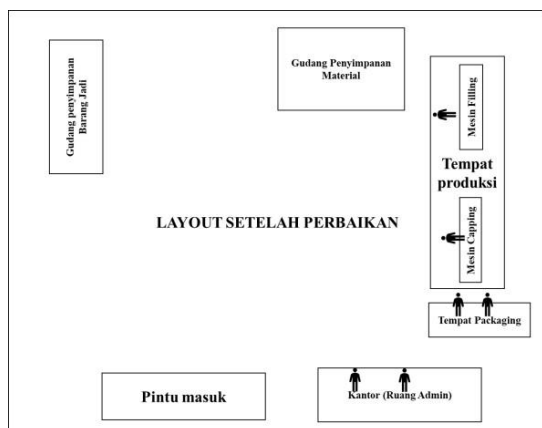 Gudang Penyimpanan
Material
Gudang penyimpanan
Barang Jadi
Mesin Filling
Tempat
produksi
LAYOUT SETELAH PERBAIKAN
Mesin Capping
Tempat Packaging
Pintu masuk
Kantor (Ruang Admin)